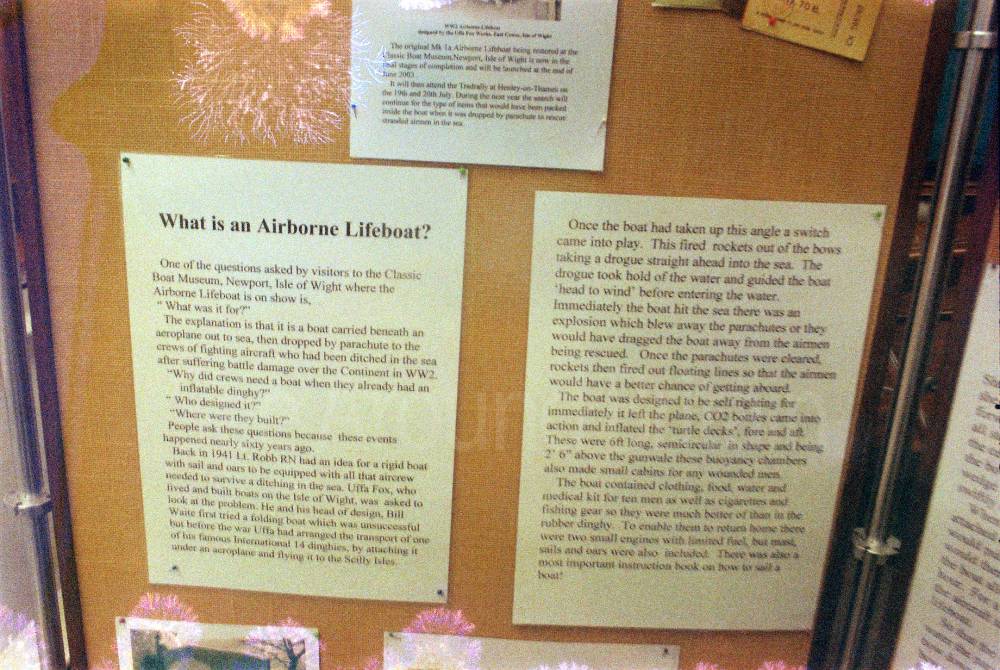 WW2 Airborne Lifeboat
designed by the Uffa Fox Works, East Cowes, Isle of Wight
The original Mk 1a Airborne Lifeboat being restored at the
Classic Boat Museum,Newport, Isle of Wight is now in the
final stages of completion and will be launched at the end of
June 2003.
It will then attend the Tradrally at Henley-on-Thames on
the 19th and 20th July. During the next year the search will
continue for the type of items that would have been packed
inside the boat when it was dropped by parachute to rescue
stranded airmen in the sea.
What is an Airborne Lifeboat?
One of the questions asked by visitors to the Classic
Boat Museum, Newport, Isle of Wight where the
Airborne Lifeboat is on show is,
“ What was it for?”
The explanation is that it is a boat carried beneath an
aeroplane out to sea, then dropped by parachute to the
crews of fighting aircraft who had been ditched in the sea
after suffering battle damage over the Continent in WW2.
“Why did crews need a boat when they already had an
inflatable dinghy?”
“ Who designed it?”
“Where were they built?”
People ask these questions because these events
happened nearly sixty years ago.
Back in 1941 Lt. Robb RN had an idea for a rigid boat
with sail and oars to be equipped with all that aircrew
needed to survive a ditching in the sea. Uffa Fox, who
lived and built boats on the Isle of Wight, was asked to
look at the problem. He and his head of design, Bill
Waite first tried a folding boat which was unsuccessful
but before the war Uffa had arranged the transport of one
of his famous International 14 dinghies, by attaching it
under an aeroplane and flying it to the Scilly Isles.
Once the boat had taken up this angle a switch
came into play. This fired rockets out of the bows
taking a drogue straight ahead into the sea. The
drogue took hold of the water and guided the boat
‘head to wind’ before entering the water.
Immediately the boat hit the sea there was an
explosion which blew away the parachutes or they
would have dragged the boat away from the airmen
being rescued. Once the parachutes were cleared,
rockets then fired out floating lines so that the airmen
would have a better chance of getting aboard.
The boat was designed to be self righting for
immediately it left the plane, CO2 bottles came into
action and inflated the ‘turtle decks’, fore and aft.
These were 6ft long, semicircular in shape and being
2’ 6” above the gunwale these buoyancy chambers
also made small cabins for any wounded men.
The boat contained clothing, food, water and
medical kit for ten men as well as cigarettes and
fishing gear so they were much better of than in the
rubber dinghy. To enable them to return home there
were two small engines with limited fuel, but mast,
sails and oars were also included. There was also a
most important instruction book on how to sail a
boat!